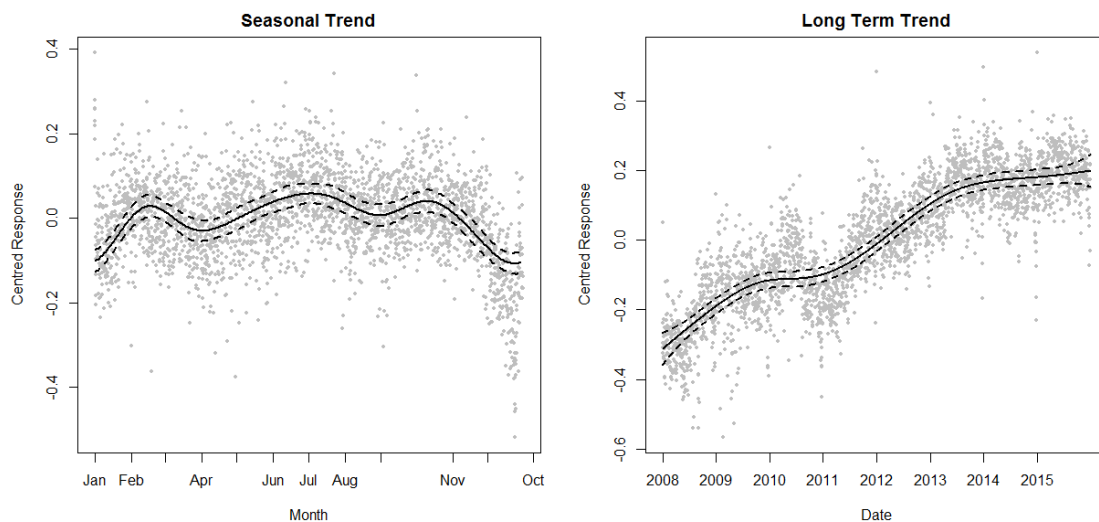 Seasonal Trend
Centred Response
0.4
0.2
0.0
-0.2
-0.4
Jan Feb Apr Jun Jul Aug Nov Oct
Month
Long Term Trend
Centred Response
0.4
0.2
0.0
-0.2
-0.4
-0.6
2008 2009 2010 2011 2012 2013 2014 2015
Date